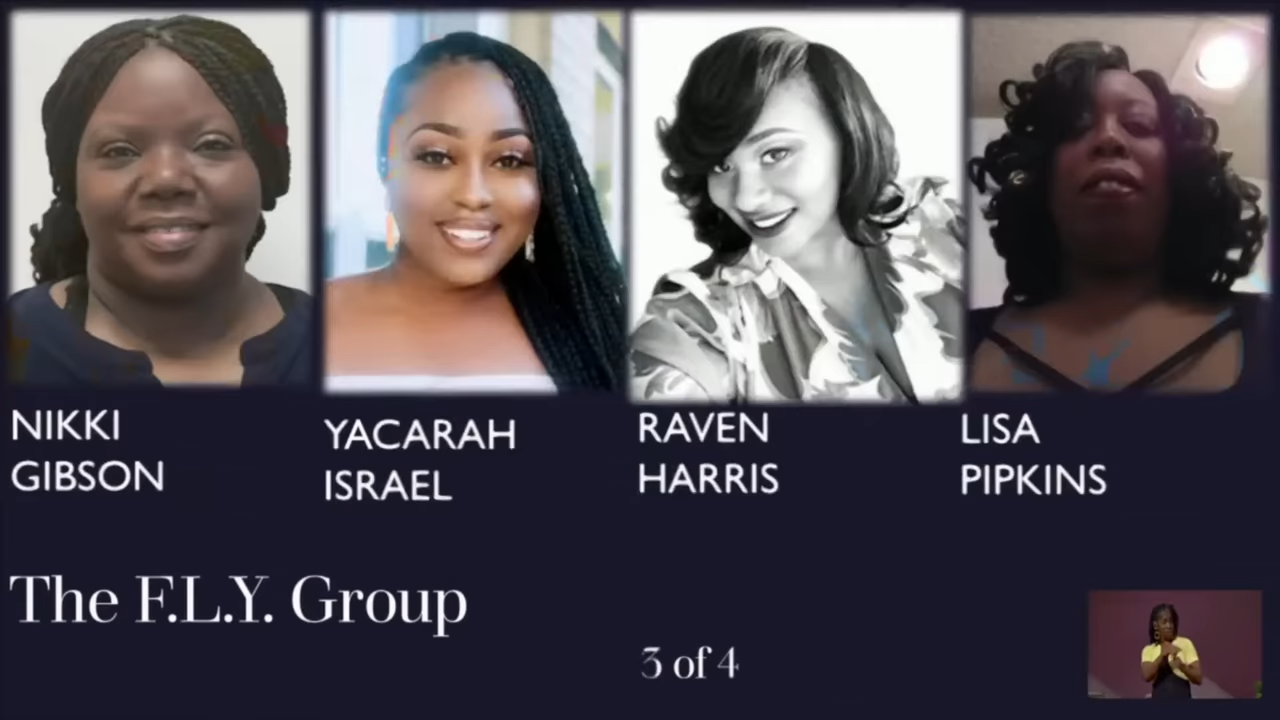 NIKKI
GIBSON
YACARAH
ISRAEL
RAVEN
HARRIS
LISA
PIPKINS
The F.L.Y. Group
3 of 4